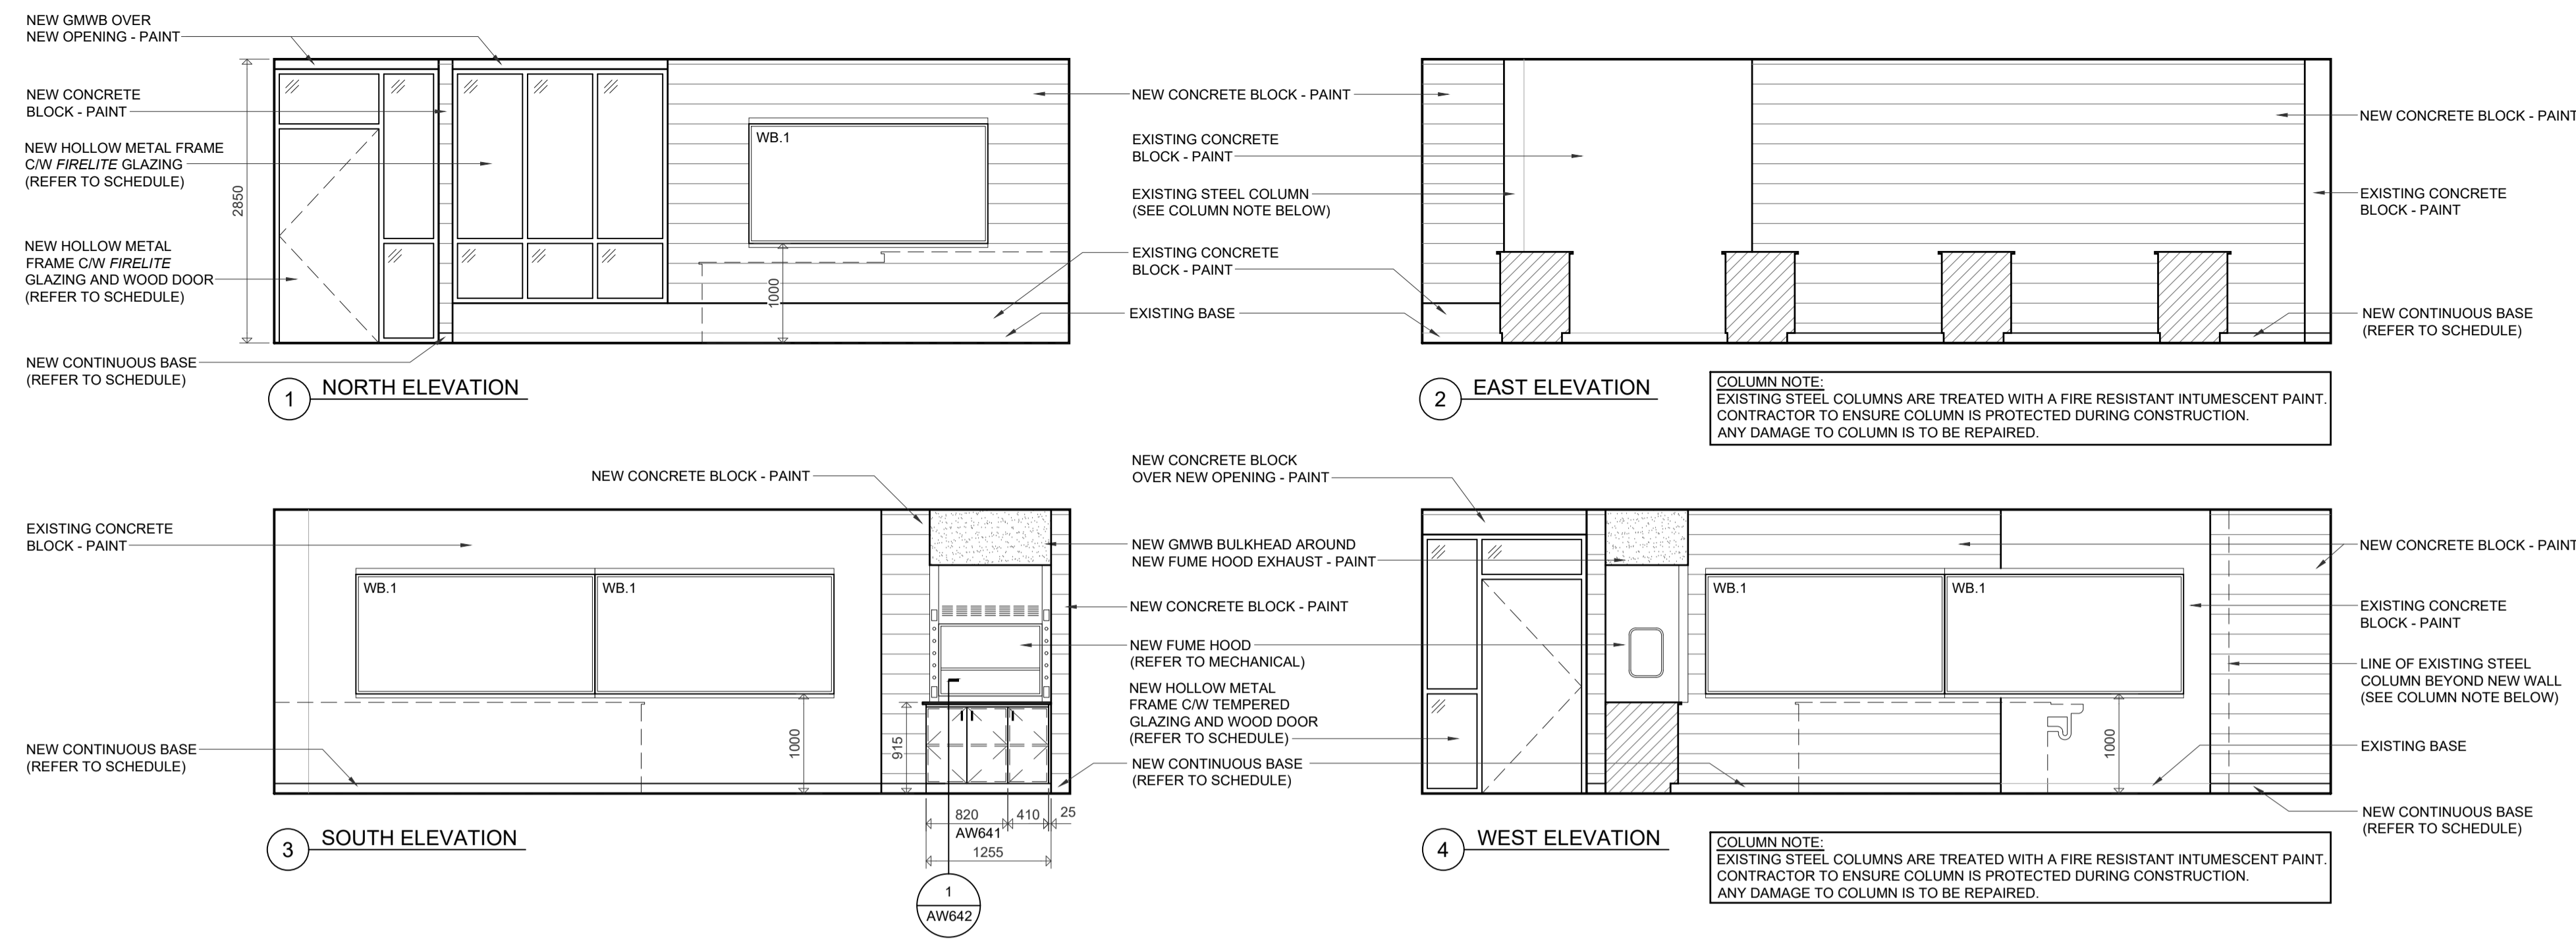 NEW GMWB OVER
NEW OPENING - PAINT
NEW CONCRETE
BLOCK - PAINT
NEW HOLLOW METAL FRAME
C/W FIRELITE GLAZING
(REFER TO SCHEDULE)
2850
NEW HOLLOW METAL
FRAME C/W FIRELITE
GLAZING AND WOOD DOOR
(REFER TO SCHEDULE)
NEW CONTINUOUS BASE
(REFER TO SCHEDULE)
WB.1
1000
1 NORTH ELEVATION
NEW CONCRETE BLOCK - PAINT
EXISTING CONCRETE
BLOCK - PAINT
EXISTING STEEL COLUMN
(SEE COLUMN NOTE BELOW)
EXISTING CONCRETE
BLOCK - PAINT
EXISTING BASE
NEW CONCRETE BLOCK - PAINT
EXISTING CONCRETE
BLOCK - PAINT
NEW CONTINUOUS BASE
(REFER TO SCHEDULE)
2 EAST ELEVATION
COLUMN NOTE:
EXISTING STEEL COLUMNS ARE TREATED WITH A FIRE RESISTANT INTUMESCENT PAINT.
CONTRACTOR TO ENSURE COLUMN IS PROTECTED DURING CONSTRUCTION.
ANY DAMAGE TO COLUMN IS TO BE REPAIRED.
NEW CONCRETE BLOCK - PAINT
EXISTING CONCRETE
BLOCK - PAINT
WB.1
WB.1
NEW CONTINUOUS BASE
(REFER TO SCHEDULE)
1000
915
820
410
25
AW641
1255
1
AW642
3 SOUTH ELEVATION
NEW CONCRETE BLOCK
OVER NEW OPENING - PAINT
NEW GMWB BULKHEAD AROUND
NEW FUME HOOD EXHAUST - PAINT
NEW CONCRETE BLOCK - PAINT
NEW FUME HOOD
(REFER TO MECHANICAL)
NEW HOLLOW METAL
FRAME C/W TEMPERED
GLAZING AND WOOD DOOR
(REFER TO SCHEDULE)
NEW CONTINUOUS BASE
(REFER TO SCHEDULE)
WB.1
WB.1
1000
NEW CONCRETE BLOCK - PAINT
EXISTING CONCRETE
BLOCK - PAINT
LINE OF EXISTING STEEL
COLUMN BEYOND NEW WALL
(SEE COLUMN NOTE BELOW)
EXISTING BASE
NEW CONTINUOUS BASE
(REFER TO SCHEDULE)
4 WEST ELEVATION
COLUMN NOTE:
EXISTING STEEL COLUMNS ARE TREATED WITH A FIRE RESISTANT INTUMESCENT PAINT.
CONTRACTOR TO ENSURE COLUMN IS PROTECTED DURING CONSTRUCTION.
ANY DAMAGE TO COLUMN IS TO BE REPAIRED.